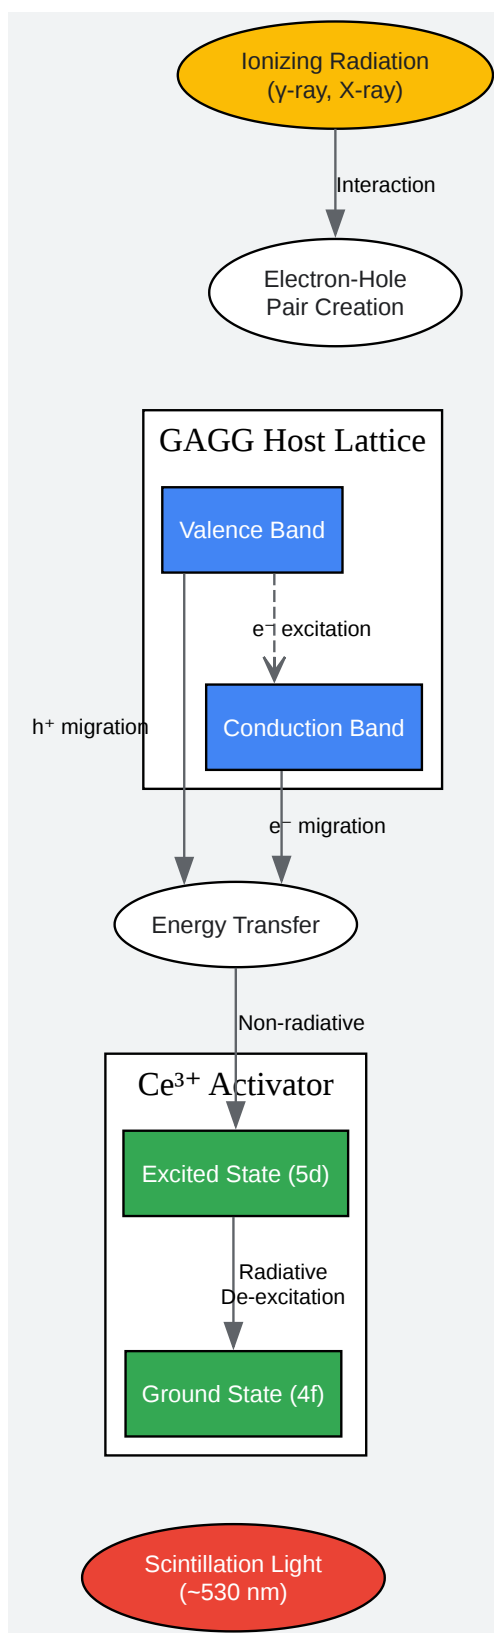 Ionizing Radiation
(γ-ray, X-ray)
Interaction
Electron-Hole
Pair Creation
GAGG Host Lattice
Valence Band
e⁻ excitation
h⁺ migration
Conduction Band
e⁻ migration
Energy Transfer
Non-radiative
Ce³⁺ Activator
Excited State (5d)
Radiative
De-excitation
Ground State (4f)
Scintillation Light
(~530 nm)